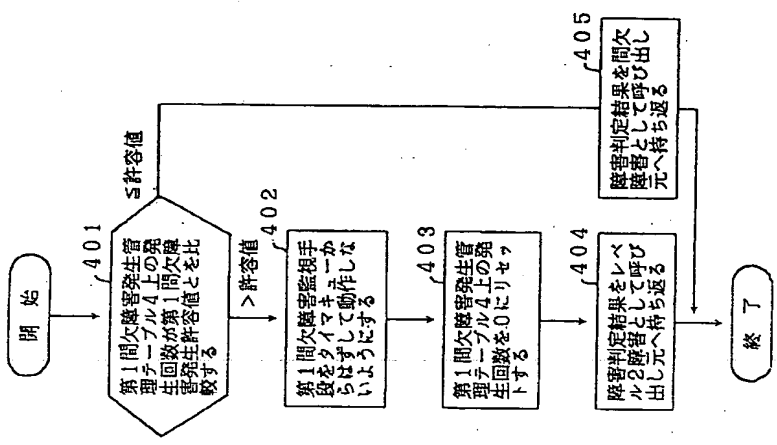 開始
401
第1間欠障害発生管
理テーブル4上の発
生回数が第1間欠障
害発生許容値とを比
較する
≦許容値
>許容値
402
第1間欠障害監視手
段をタイマキューか
らはずして動作しな
いようにする
403
第1間欠障害発生管
理テーブル4上の発
生回数を0にリセッ
トする
404
障害判定結果をレベ
ル2障害として呼び
出し元へ持ち返る
405
障害判定結果を間欠
障害として呼び出し
元へ持ち返る
終了